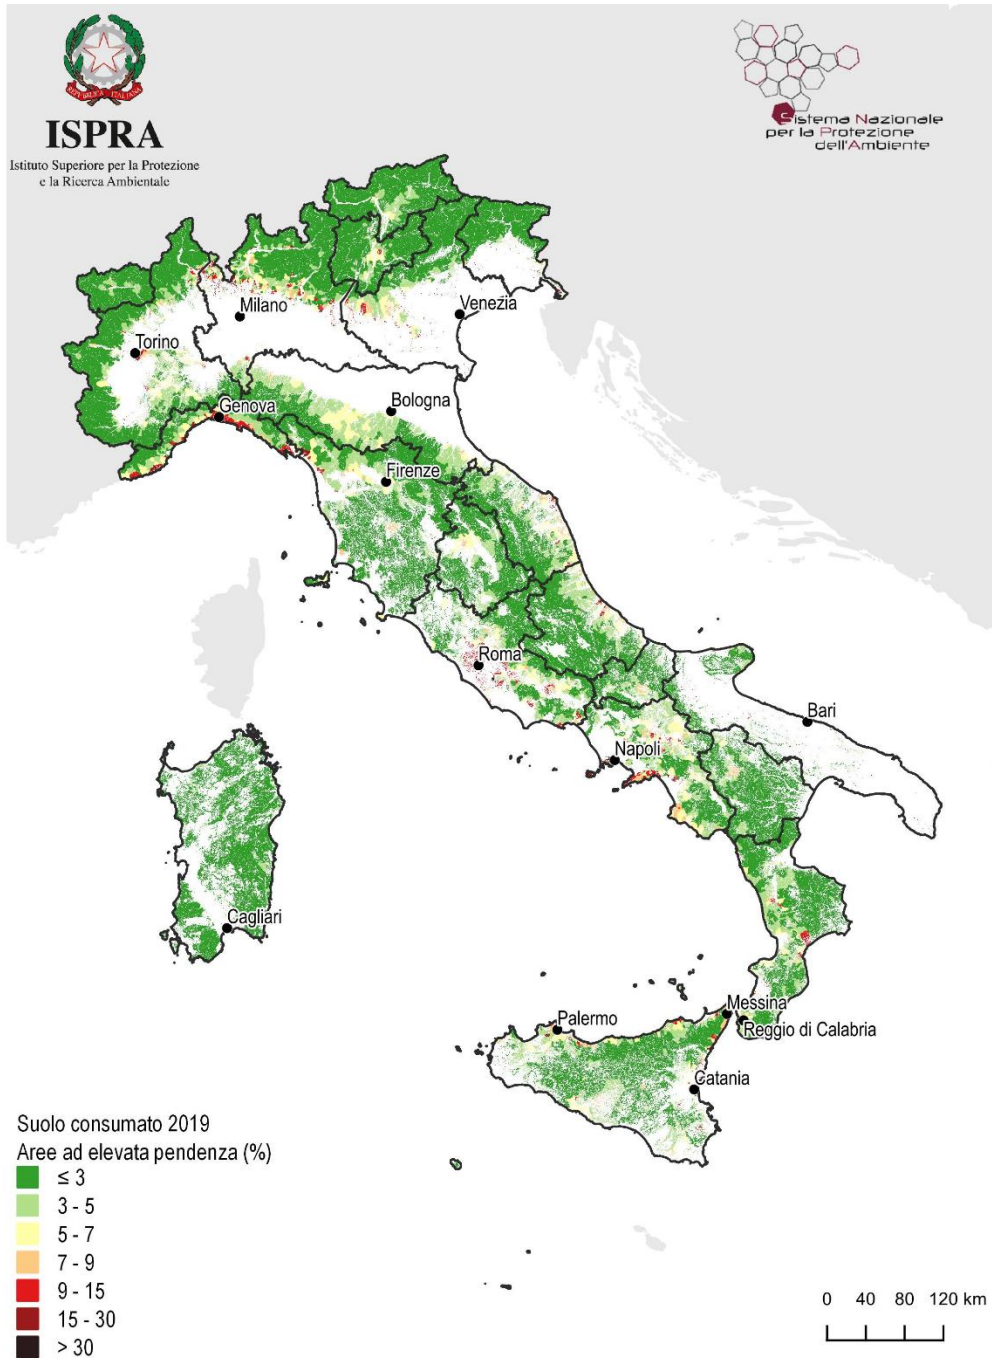 REPVBBLICA ITALIANA
ISPRA
Istituto Superiore per la Protezione
e la Ricerca Ambientale
Sistema Nazionale
per la Protezione
dell'Ambiente
Milano
Venezia
Torino
Genova
Bologna
Firenze
Roma
Bari
Napoli
Cagliari
Messina
Palermo
Reggio di Calabria
Catania
Suolo consumato 2019
Aree ad elevata pendenza (%)
≤ 3
3 - 5
5 - 7
7 - 9
9 - 15
15 - 30
> 30
0 40 80 120 km